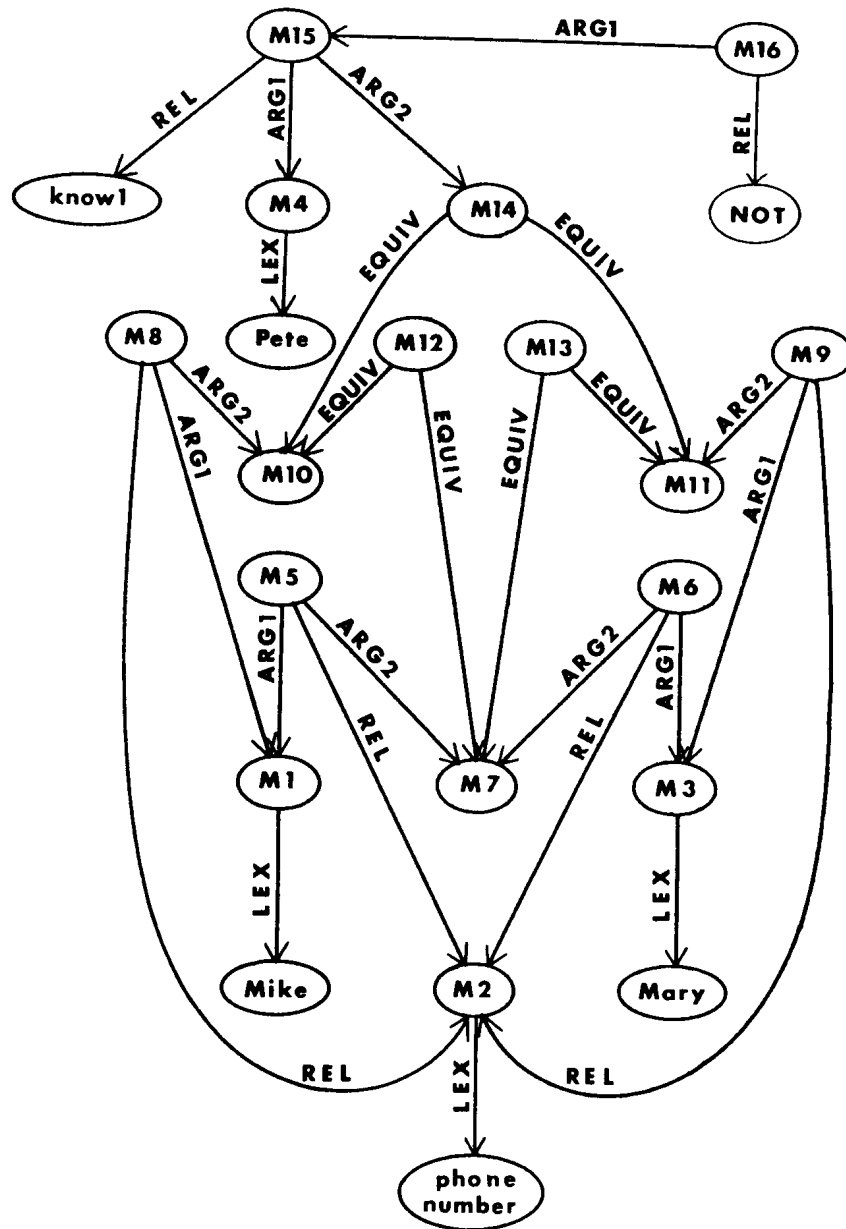 M15
ARG1
M16
REL
ARG1
ARG2
REL
know1
M4
M14
NOT
LEX
EQUIV
EQUIV
M8
Pete
M12
M13
M9
ARG2
EQUIV
EQUIV
ARG2
ARG1
EQUIV
EQUIV
M10
M11
ARG1
M5
M6
ARG1
ARG2
ARG2
ARG1
REL
REL
M1
M7
M3
LEX
LEX
Mike
M2
Mary
REL
LEX
REL
phone
number